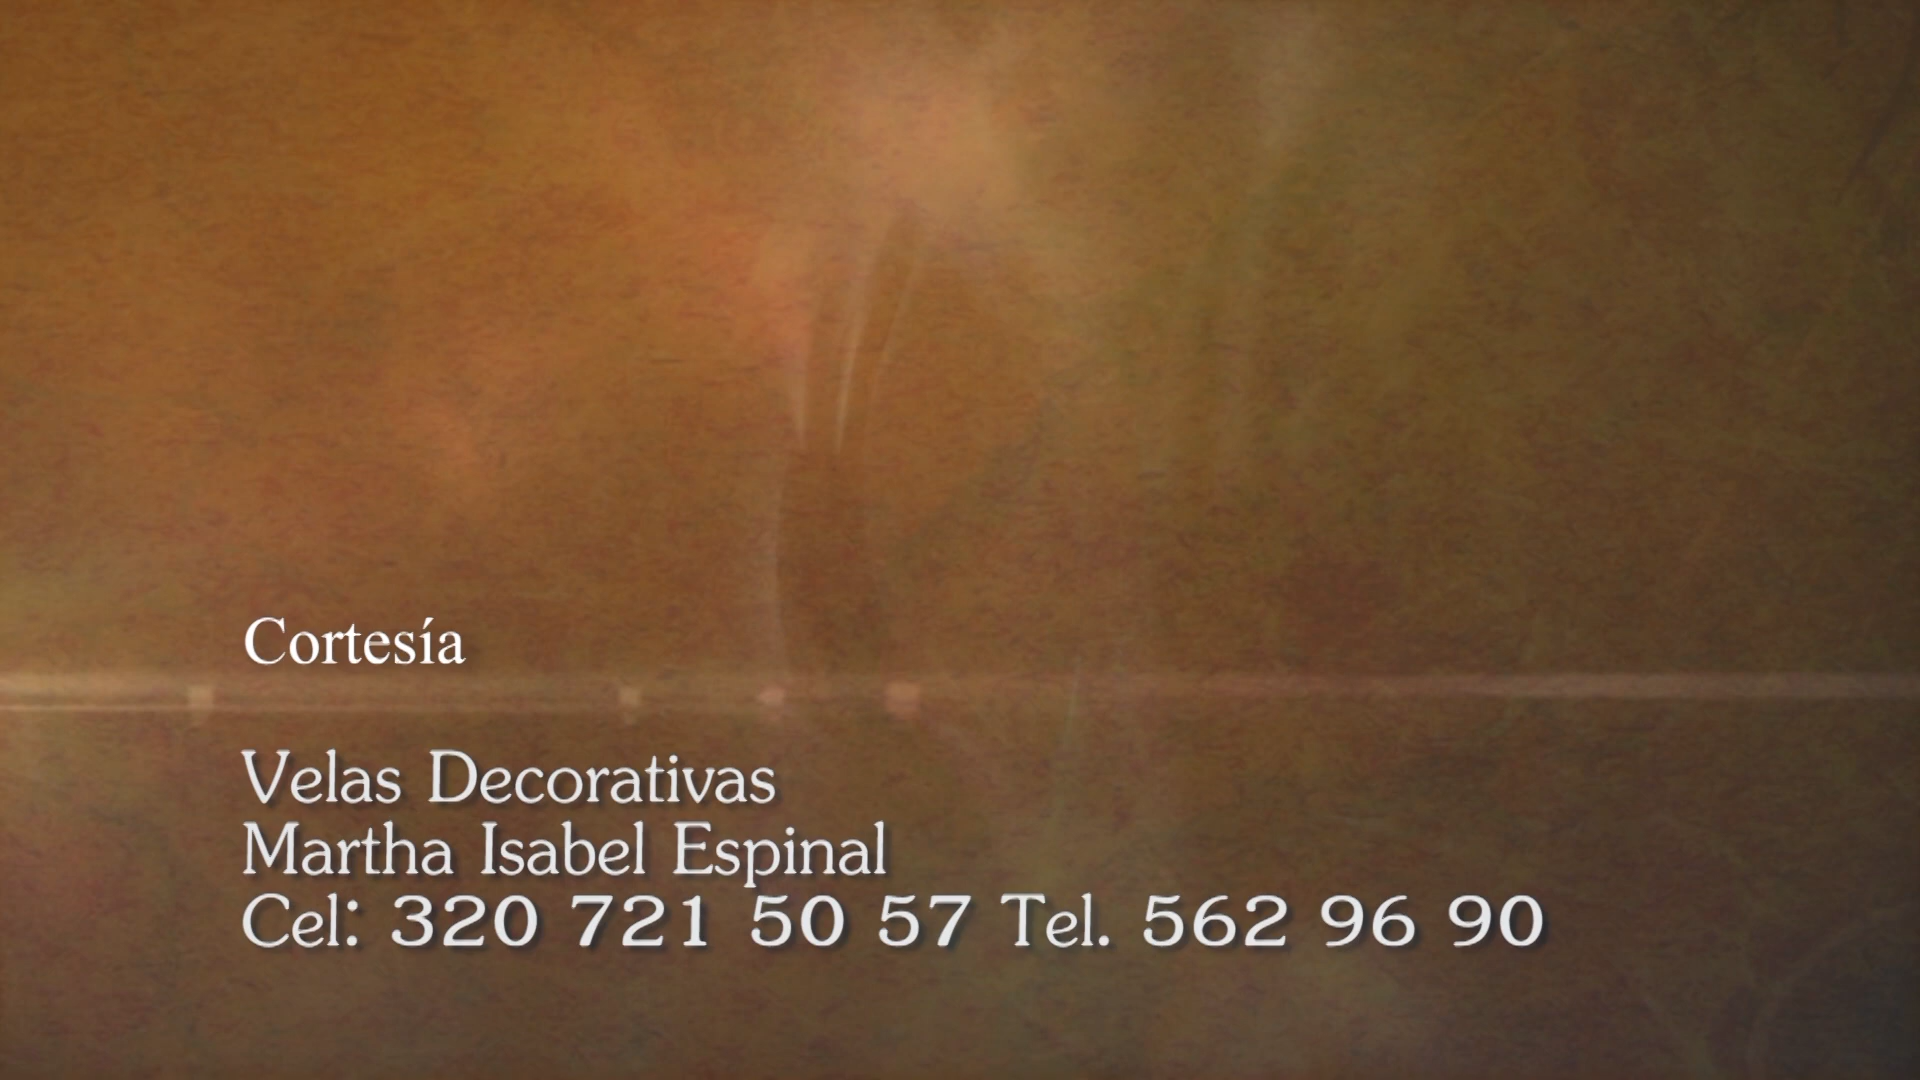 Cortesía
Velas Decorativas
Martha Isabel Espinal
Cel: 320 721 50 57 Tel. 562 96 90